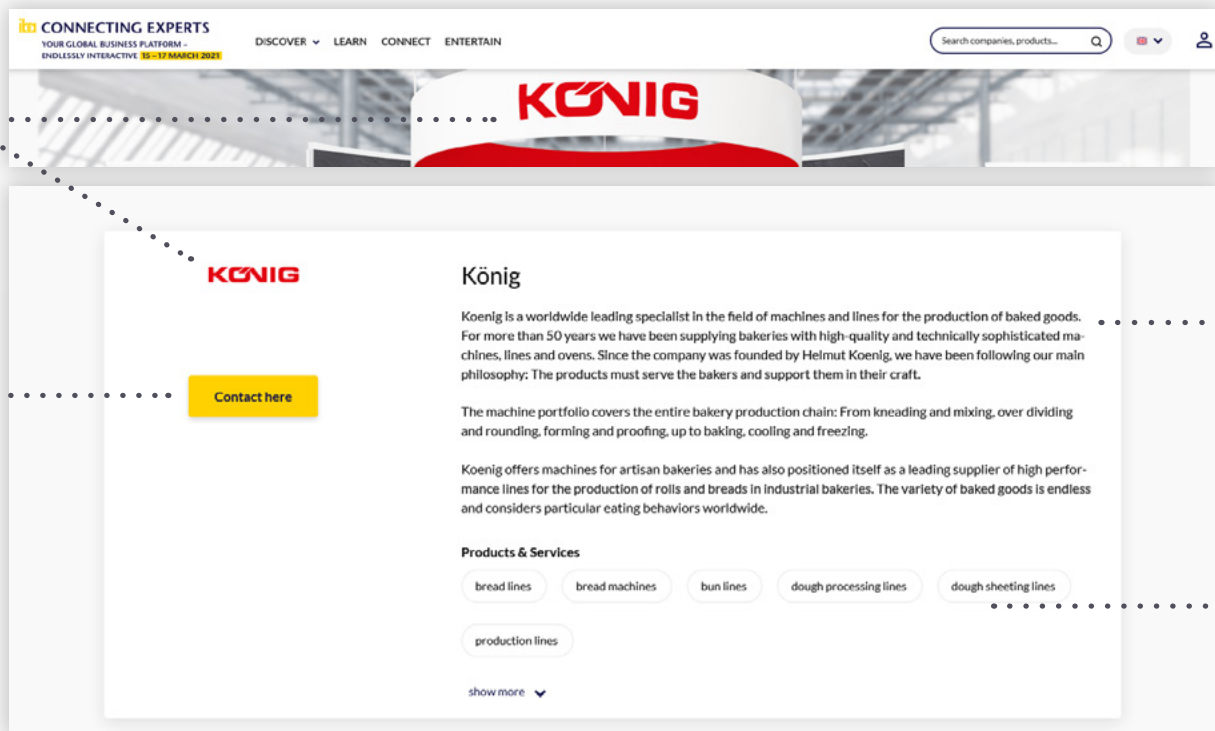 iba CONNECTING EXPERTS
YOUR GLOBAL BUSINESS PLATFORM –
ENDLESSLY INTERACTIVE 15 – 17 MARCH 2021
DISCOVER LEARN CONNECT ENTERTAIN
Search companies, products...
KÖNIG
KÖNIG
König
Koenig is a worldwide leading specialist in the field of machines and lines for the production of baked goods.
For more than 50 years we have been supplying bakeries with high-quality and technically sophisticated ma-
chines, lines and ovens. Since the company was founded by Helmut Koenig, we have been following our main
philosophy: The products must serve the bakers and support them in their craft.
Contact here
The machine portfolio covers the entire bakery production chain: From kneading and mixing, over dividing
and rounding, forming and proofing, up to baking, cooling and freezing.
Koenig offers machines for artisan bakeries and has also positioned itself as a leading supplier of high perfor-
mance lines for the production of rolls and breads in industrial bakeries. The variety of baked goods is endless
and considers particular eating behaviors worldwide.
Products & Services
bread lines bread machines bun lines dough processing lines dough sheeting lines
production lines
show more